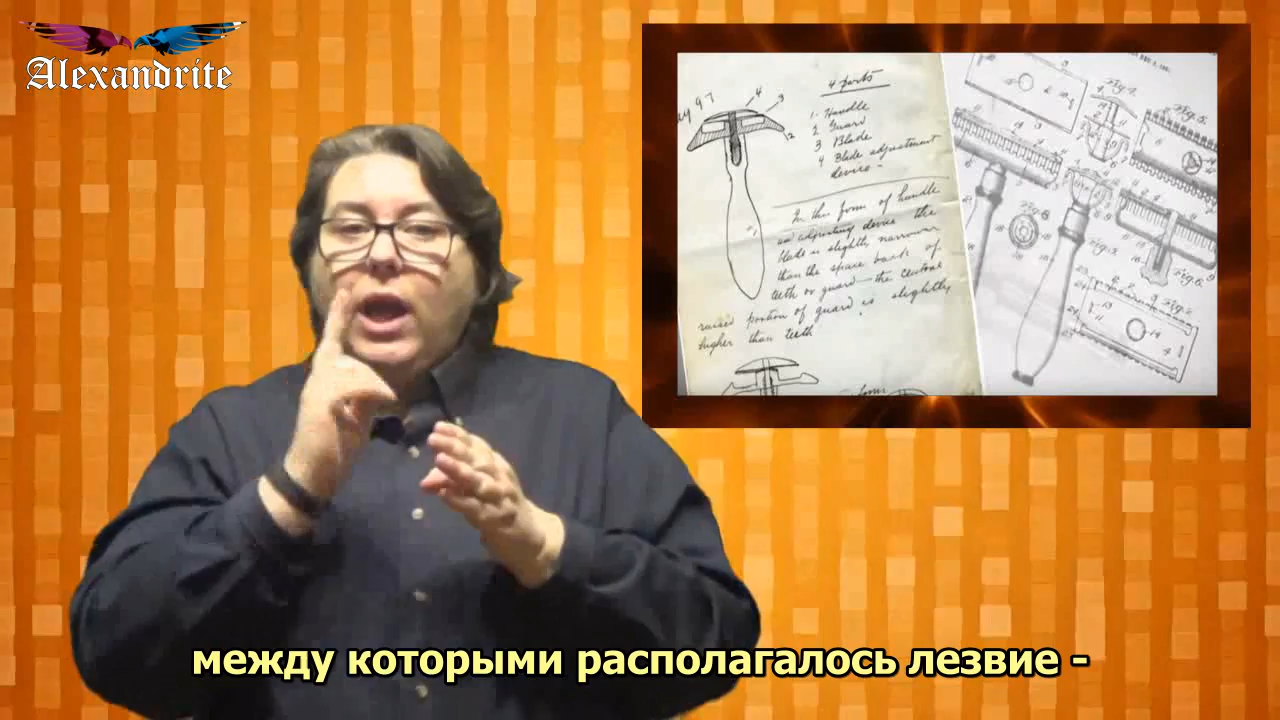 Alexandrite
4 parts
1. Handle
2 Guard
3 Blade
4 Blade adjustment
device -
In this form of handle
an adjusting device the
blade is slightly narrower
than the space back of
teeth or guard - the central
raised portion of guard is slightly
higher than teeth
между которыми располагалось лезвие -